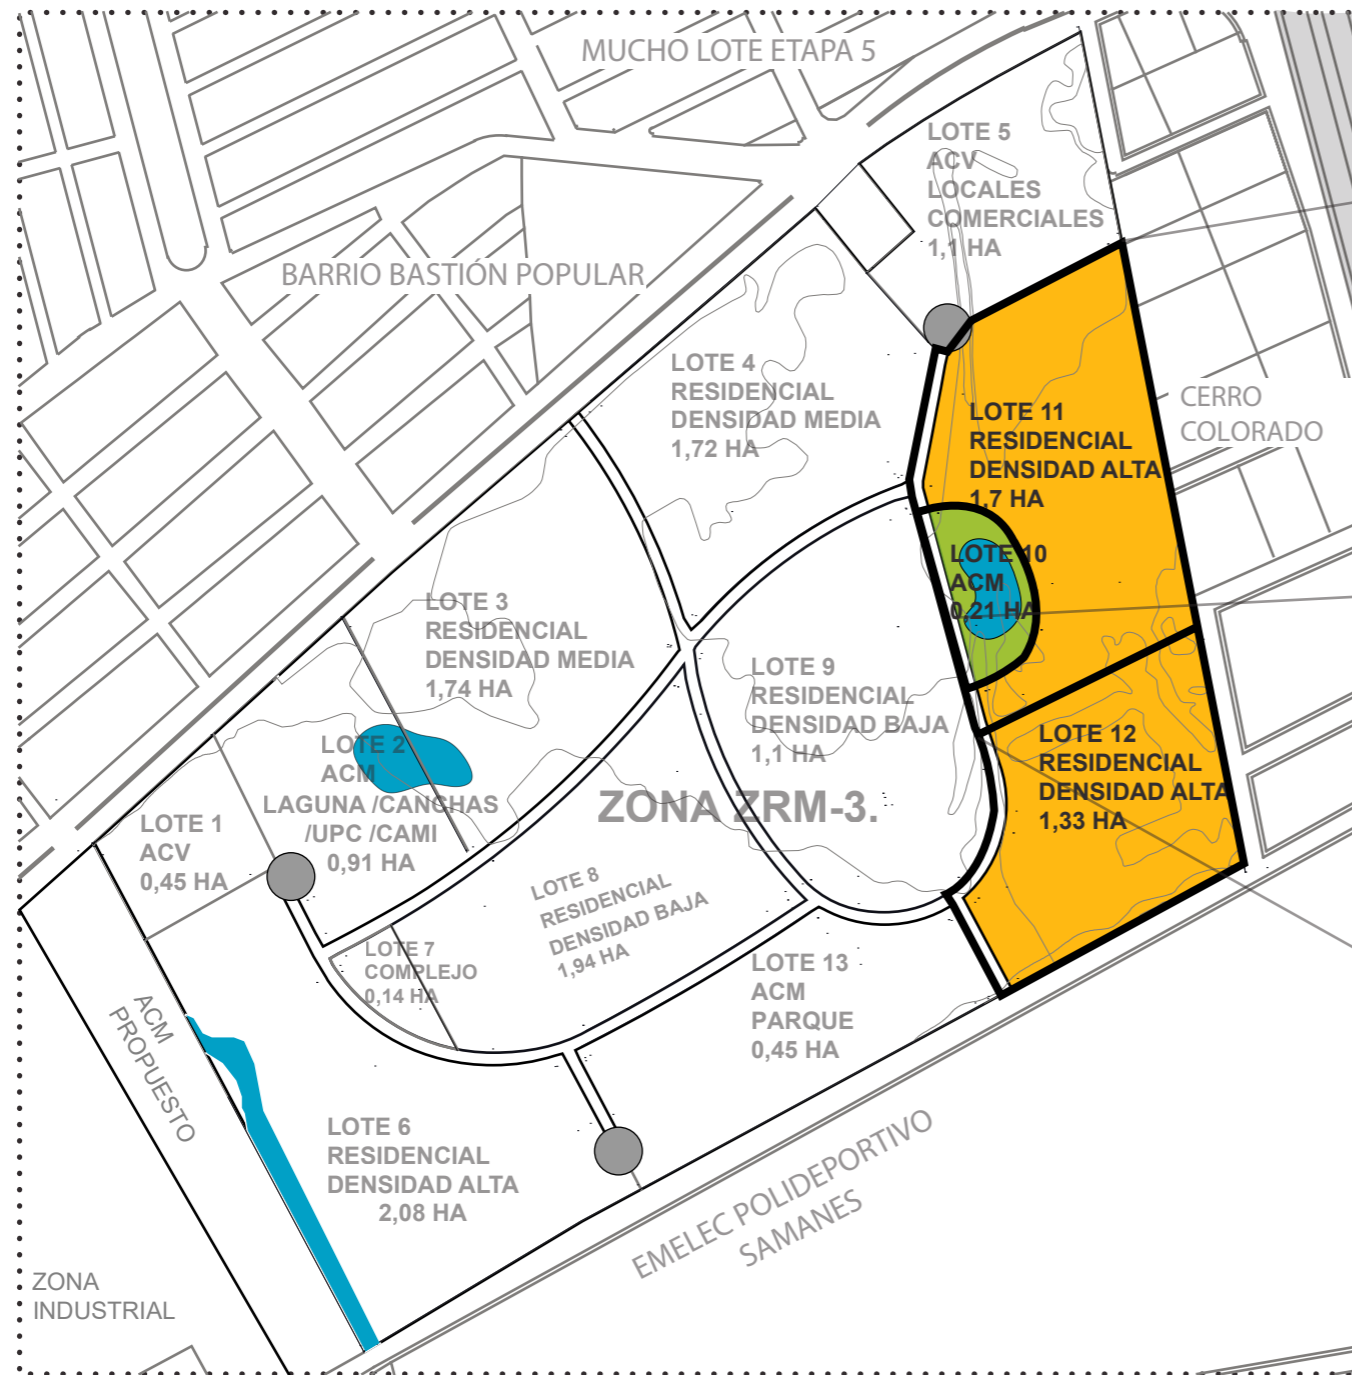 MUCHO LOTE ETAPA 5
LOTE 5
ACV
LOCALES
COMERCIALES
1,1 HA
BARRIO BASTIÓN POPULAR
LOTE 4
RESIDENCIAL
DENSIDAD MEDIA
1,72 HA
CERRO
COLORADO
LOTE 11
RESIDENCIAL
DENSIDAD ALTA
1,7 HA
LOTE 10
ACM
0,21 HA
LOTE 3
RESIDENCIAL
DENSIDAD MEDIA
1,74 HA
LOTE 9
RESIDENCIAL
DENSIDAD BAJA
1,1 HA
LOTE 2
ACM
LAGUNA /CANCHAS
/UPC /CAMI
0,91 HA
LOTE 12
RESIDENCIAL
DENSIDAD ALTA
1,33 HA
ZONA ZRM-3.
LOTE 1
ACV
0,45 HA
LOTE 8
RESIDENCIAL
DENSIDAD BAJA
1,94 HA
LOTE 7
COMPLEJO
0,14 HA
LOTE 13
ACM
PARQUE
0,45 HA
ACM
PROPUESTO
LOTE 6
RESIDENCIAL
DENSIDAD ALTA
2,08 HA
EMELEC POLIDEPORTIVO
SAMANES
ZONA
INDUSTRIAL